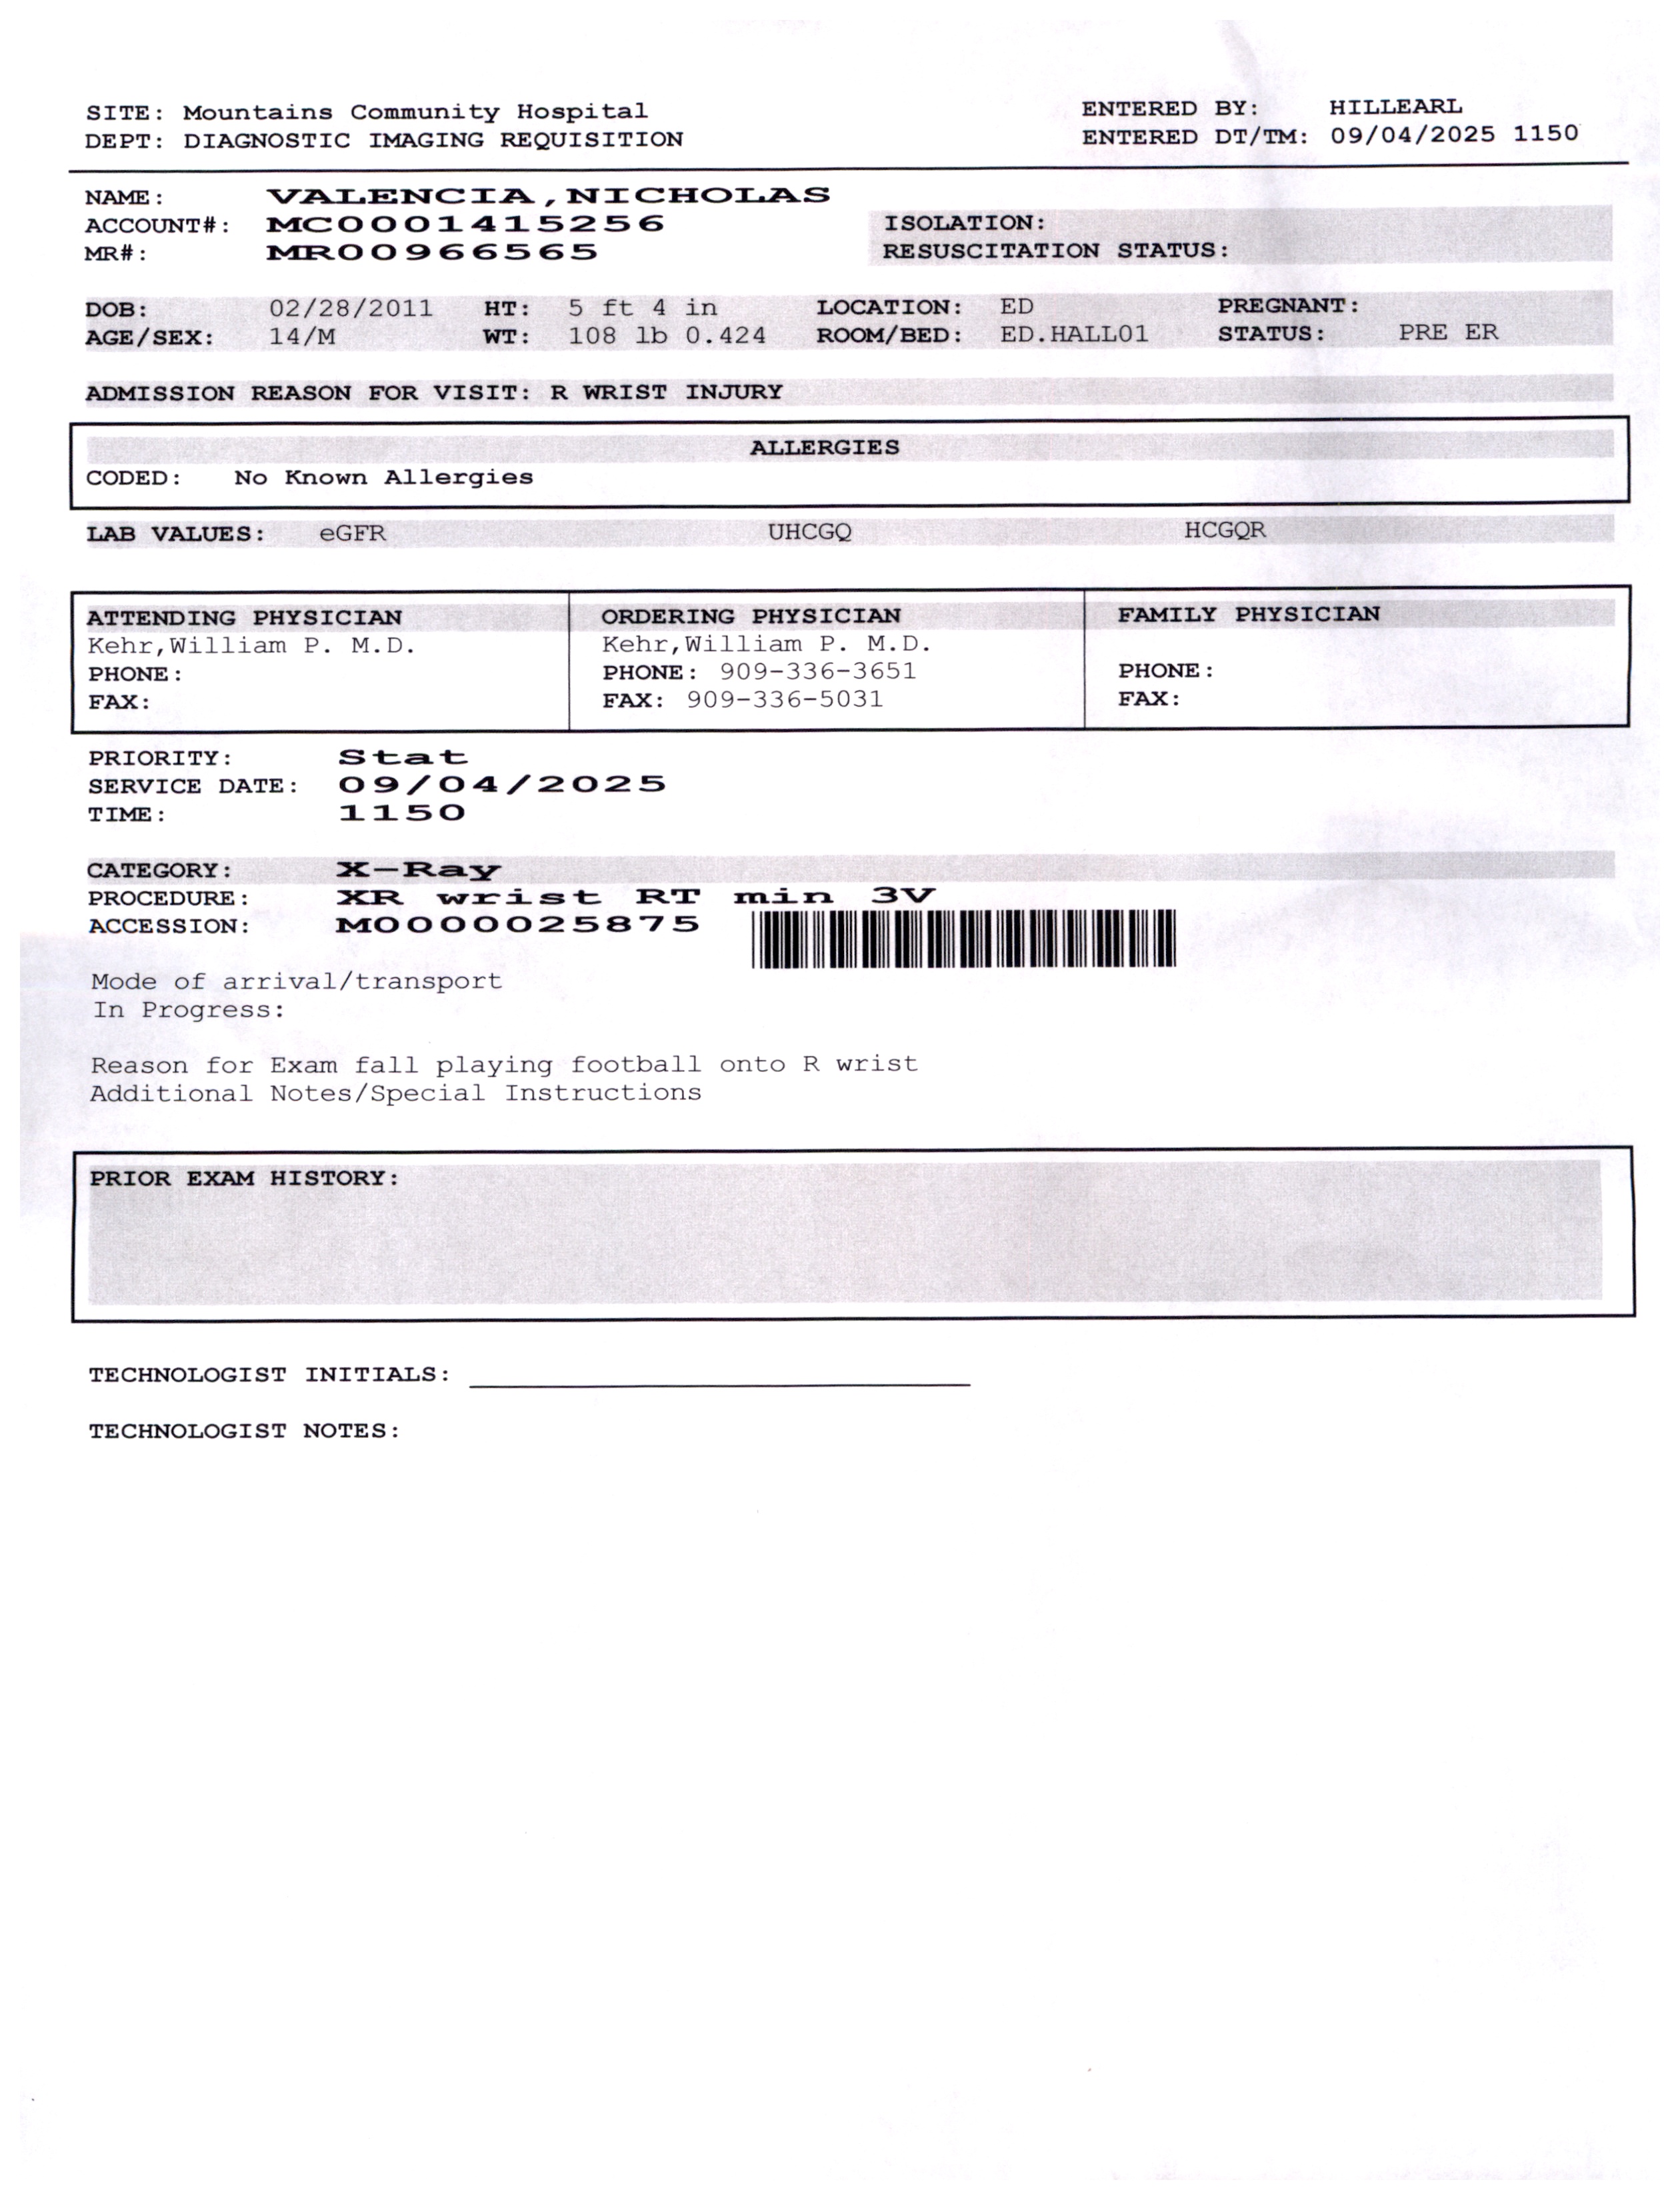 SITE: Mountains Community Hospital ENTERED BY: HILLEARL
DEPT: DIAGNOSTIC IMAGING REQUISITION ENTERED DT/TM: 09/04/2025 1150
NAME: VALENCIA,NICHOLAS
ACCOUNT#: MC0001415256 ISOLATION:
MR#: MR00966565 RESUSCITATION STATUS:
DOB: 02/28/2011 HT: 5 ft 4 in LOCATION: ED PREGNANT:
AGE/SEX: 14/M WT: 108 lb 0.424 ROOM/BED: ED.HALL01 STATUS: PRE ER
ADMISSION REASON FOR VISIT: R WRIST INJURY
ALLERGIES
CODED: No Known Allergies
LAB VALUES: eGFR UHCGQ HCGQR
ATTENDING PHYSICIAN ORDERING PHYSICIAN FAMILY PHYSICIAN
Kehr,William P. M.D. Kehr,William P. M.D.
PHONE: PHONE: 909-336-3651 PHONE:
FAX: FAX: 909-336-5031 FAX:
PRIORITY: Stat
SERVICE DATE: 09/04/2025
TIME: 1150
CATEGORY: X-Ray
PROCEDURE: XR wrist RT min 3V
ACCESSION: M0000025875
Mode of arrival/transport
In Progress:
Reason for Exam fall playing football onto R wrist
Additional Notes/Special Instructions
PRIOR EXAM HISTORY:
TECHNOLOGIST INITIALS:
TECHNOLOGIST NOTES: